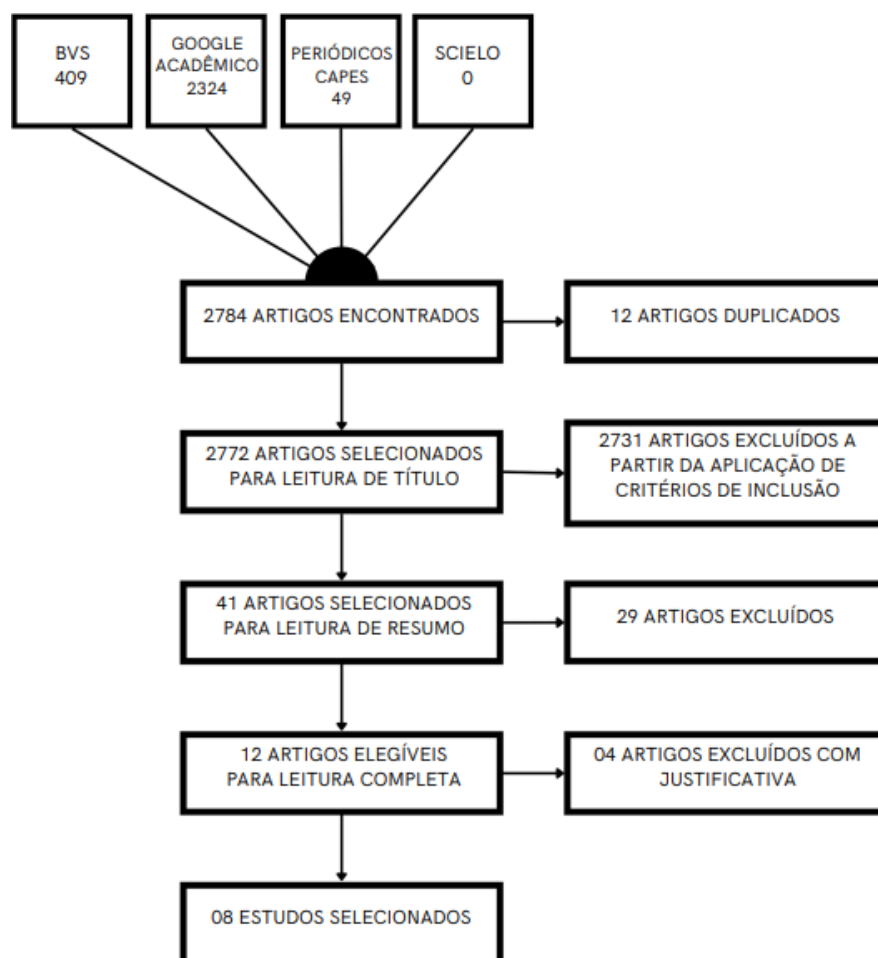 BVS
409
GOOGLE
ACADÊMICO
2324
PERIÓDICOS
CAPES
49
SCIELO
0
2784 ARTIGOS ENCONTRADOS
12 ARTIGOS DUPLICADOS
2772 ARTIGOS SELECIONADOS
PARA LEITURA DE TÍTULO
2731 ARTIGOS EXCLUÍDOS A
PARTIR DA APLICAÇÃO DE
CRITÉRIOS DE INCLUSÃO
41 ARTIGOS SELECIONADOS
PARA LEITURA DE RESUMO
29 ARTIGOS EXCLUÍDOS
12 ARTIGOS ELEGÍVEIS
PARA LEITURA COMPLETA
04 ARTIGOS EXCLUÍDOS COM
JUSTIFICATIVA
08 ESTUDOS SELECIONADOS